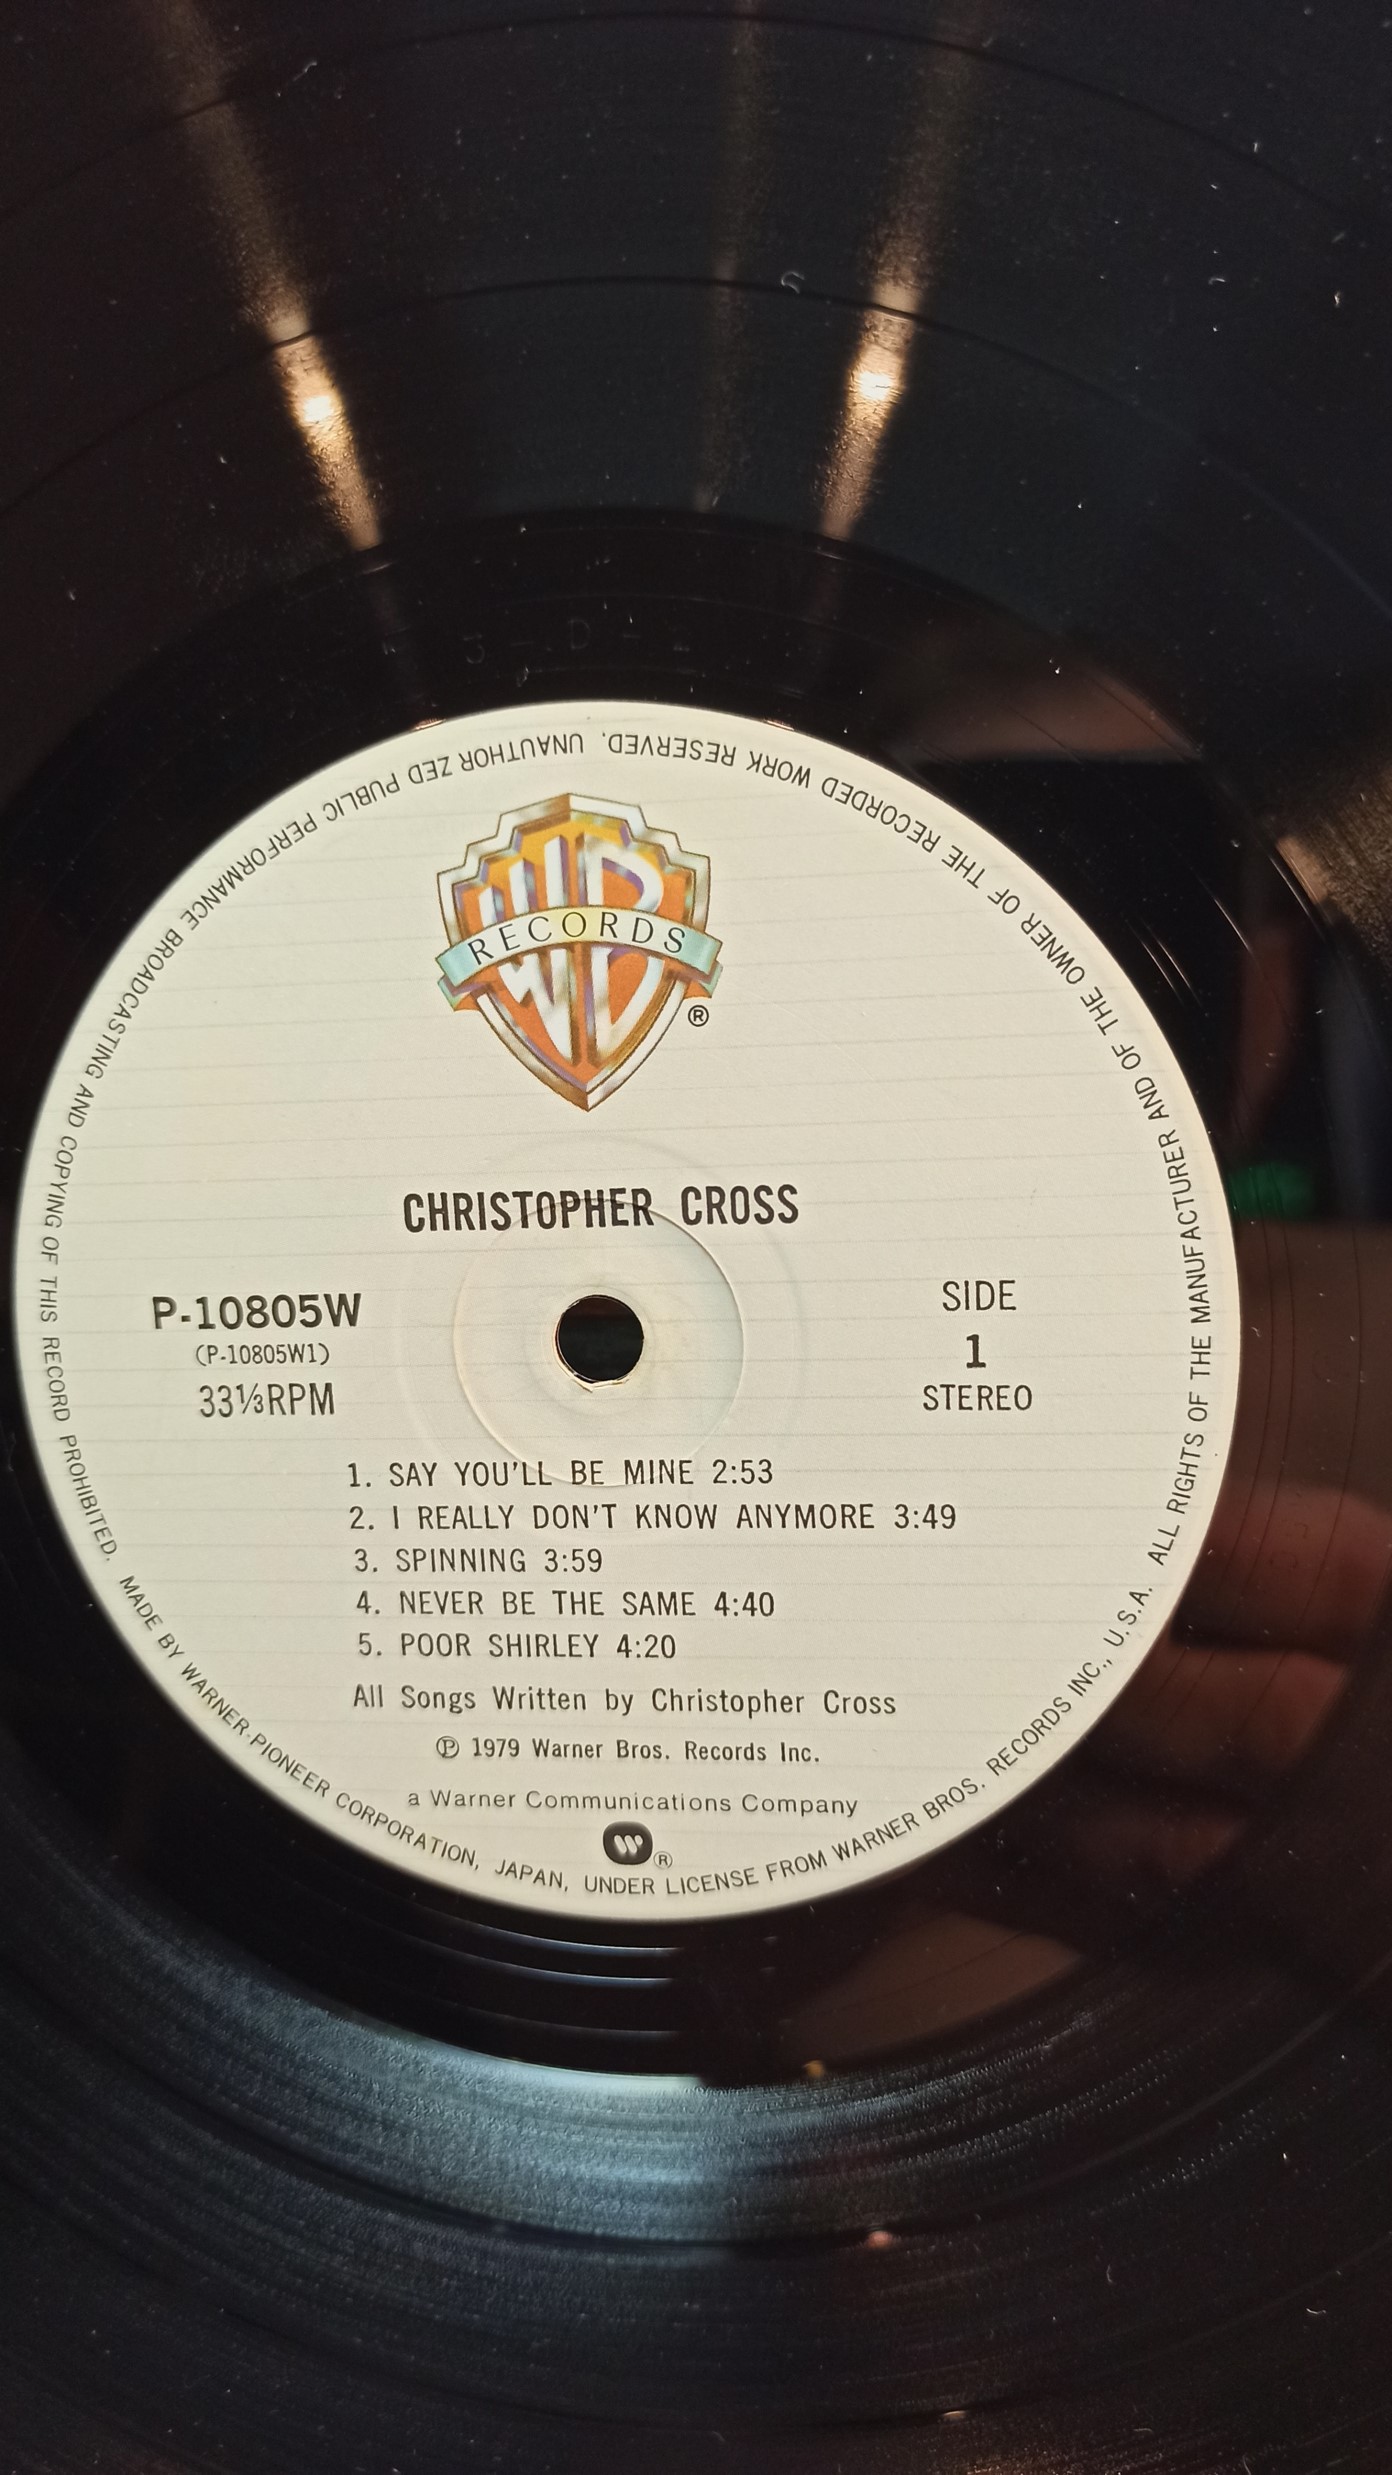 J - D - 2
RECORDS
WB
®
CHRISTOPHER CROSS
P-10805W
(P-10805W1)
33⅓RPM
SIDE
1
STEREO
1. SAY YOU'LL BE MINE 2:53
2. I REALLY DON'T KNOW ANYMORE 3:49
3. SPINNING 3:59
4. NEVER BE THE SAME 4:40
5. POOR SHIRLEY 4:20
All Songs Written by Christopher Cross
Ⓟ 1979 Warner Bros. Records Inc.
a Warner Communications Company
®
MADE BY WARNER-PIONEER CORPORATION, JAPAN, UNDER LICENSE FROM WARNER BROS. RECORDS INC., U.S.A. ALL RIGHTS OF THE MANUFACTURER AND OF THE OWNER OF THE RECORDED WORK RESERVED. UNAUTHOR ZED PUBLIC PERFORMANCE BROADCASTING AND COPYING OF THIS RECORD PROHIBITED.